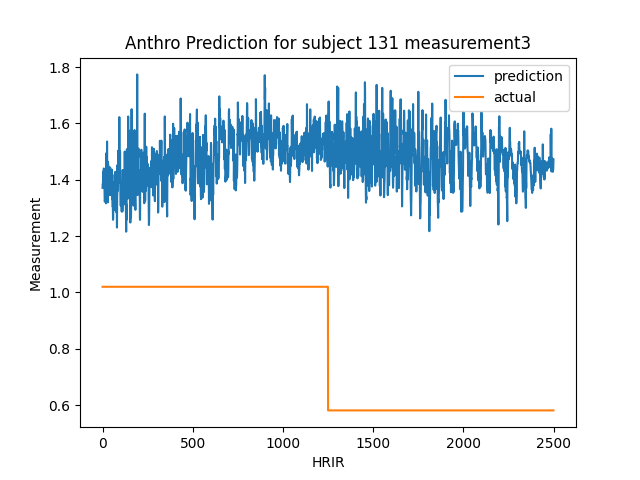 Anthro Prediction for subject 131 measurement3
prediction
actual
1.8
1.6
1.4
1.2
1.0
0.8
0.6
Measurement
0
500
1000
1500
2000
2500
HRIR